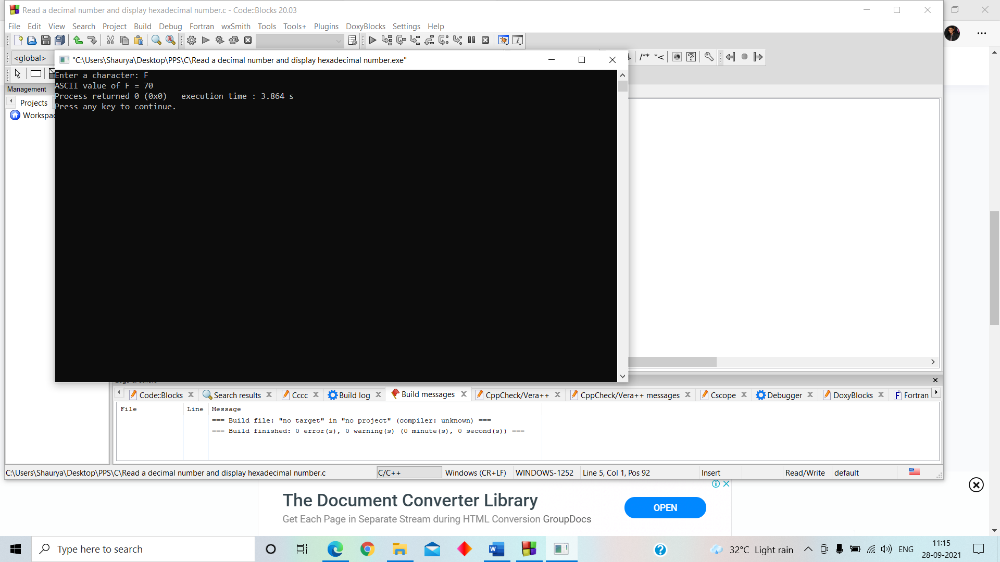 Read a decimal number and display hexadecimal number.c - Code::Blocks 20.03
File Edit View Search Project Build Debug Fortran wxSmith Tools Tools+ Plugins DoxyBlocks Settings Help
<global>
/** *<
"C:\Users\Shaurya\Desktop\PPS\C\Read a decimal number and display hexadecimal number.exe"
Enter a character: F
ASCII value of F = 70
Process returned 0 (0x0)   execution time : 3.864 s
Press any key to continue.
Management
Projects
Workspac
Code::Blocks Search results Cccc Build log Build messages CppCheck/Vera++ CppCheck/Vera++ messages Cscope Debugger DoxyBlocks Fortran
File Line Message
=== Build file: "no target" in "no project" (compiler: unknown) ===
=== Build finished: 0 error(s), 0 warning(s) (0 minute(s), 0 second(s)) ===
C:\Users\Shaurya\Desktop\PPS\C\Read a decimal number and display hexadecimal number.c C/C++ Windows (CR+LF) WINDOWS-1252 Line 5, Col 1, Pos 92 Insert Read/Write default
The Document Converter Library
Get Each Page in Separate Stream during HTML Conversion GroupDocs
OPEN
Type here to search
32°C Light rain
ENG
11:15
28-09-2021